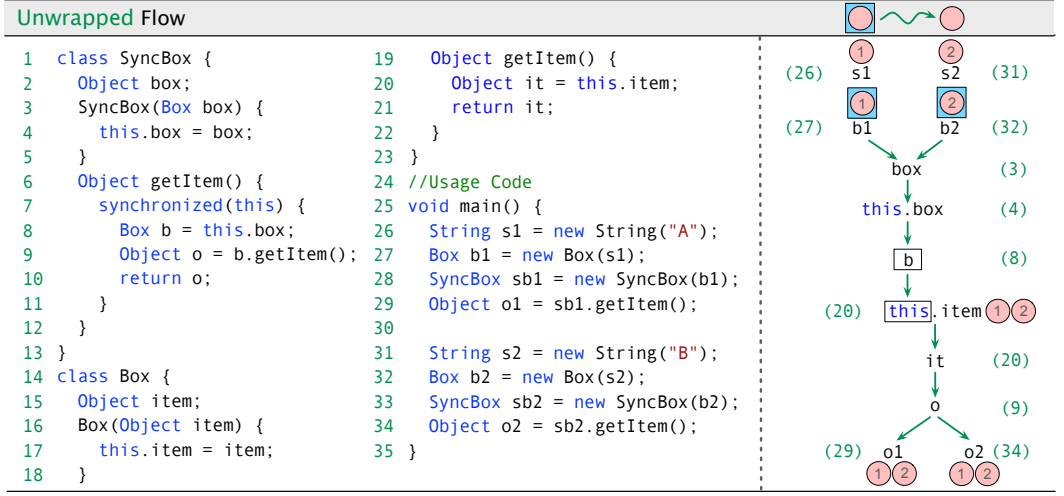 Unwrapped Flow
1 class SyncBox {
2 Object box;
3 SyncBox(Box box) {
4 this.box = box;
5 }
6 Object getItem() {
7 synchronized(this) {
8 Box b = this.box;
9 Object o = b.getItem();
10 return o;
11 }
12 }
13 }
14 class Box {
15 Object item;
16 Box(Object item) {
17 this.item = item;
18 }
19 Object getItem() {
20 Object it = this.item;
21 return it;
22 }
23 }
24 //Usage Code
25 void main() {
26 String s1 = new String("A");
27 Box b1 = new Box(s1);
28 SyncBox sb1 = new SyncBox(b1);
29 Object o1 = sb1.getItem();
30
31 String s2 = new String("B");
32 Box b2 = new Box(s2);
33 SyncBox sb2 = new SyncBox(b2);
34 Object o2 = sb2.getItem();
35 }
1 2
(26) s1 s2 (31)
1 2
(27) b1 b2 (32)
box (3)
this.box (4)
b (8)
(20) this.item 1 2
it (20)
o (9)
(29) o1 o2 (34)
1 2 1 2